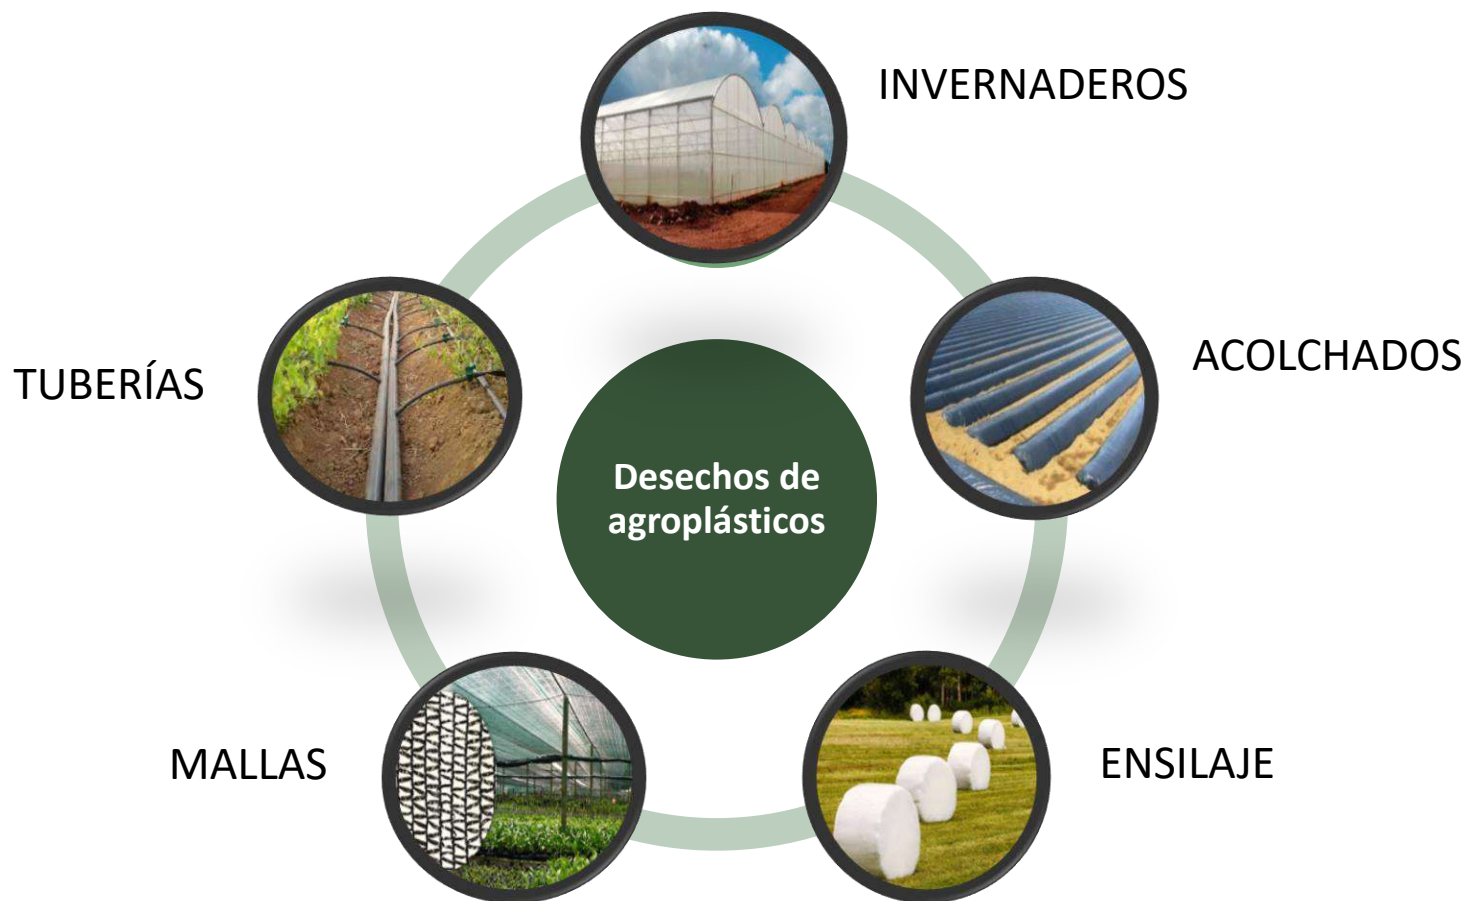 INVERNADEROS
ACOLCHADOS
TUBERÍAS
Desechos de
agroplásticos
MALLAS
ENSILAJE